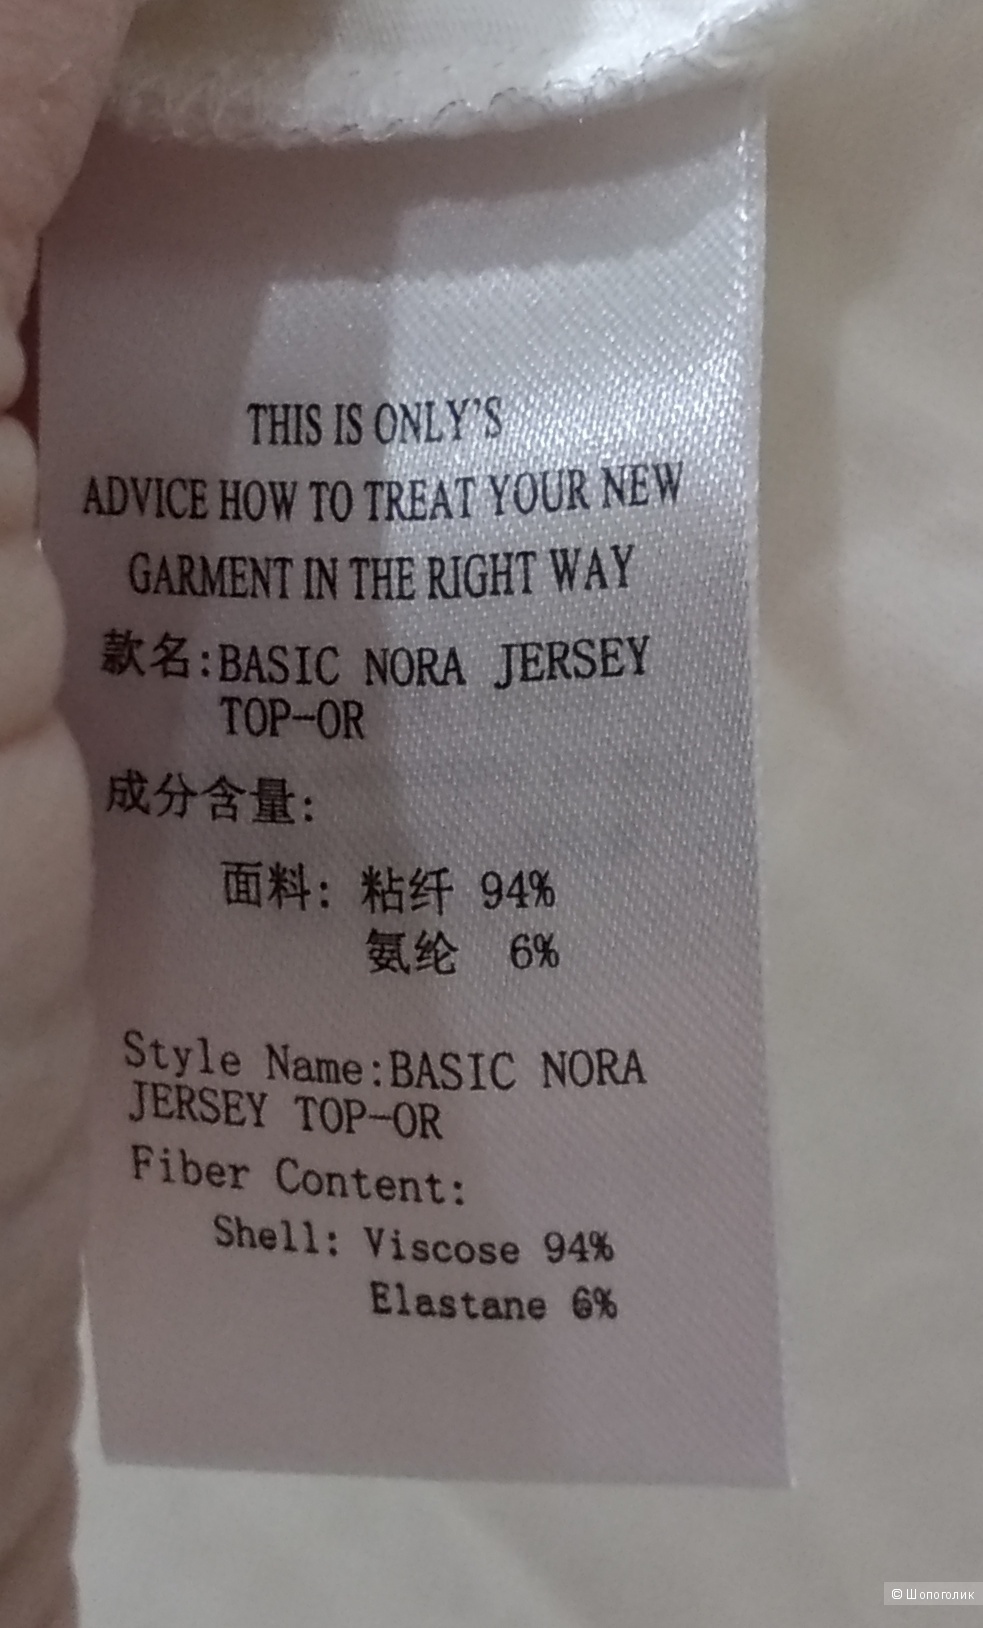 THIS IS ONLY'S
ADVICE HOW TO TREAT YOUR NEW
GARMENT IN THE RIGHT WAY
款名:BASIC NORA JERSEY
TOP-OR
成分含量:
面料: 粘纤 94%
氨纶 6%
Style Name:BASIC NORA
JERSEY TOP-OR
Fiber Content:
Shell: Viscose 94%
Elastane 6%
© Шопоголик